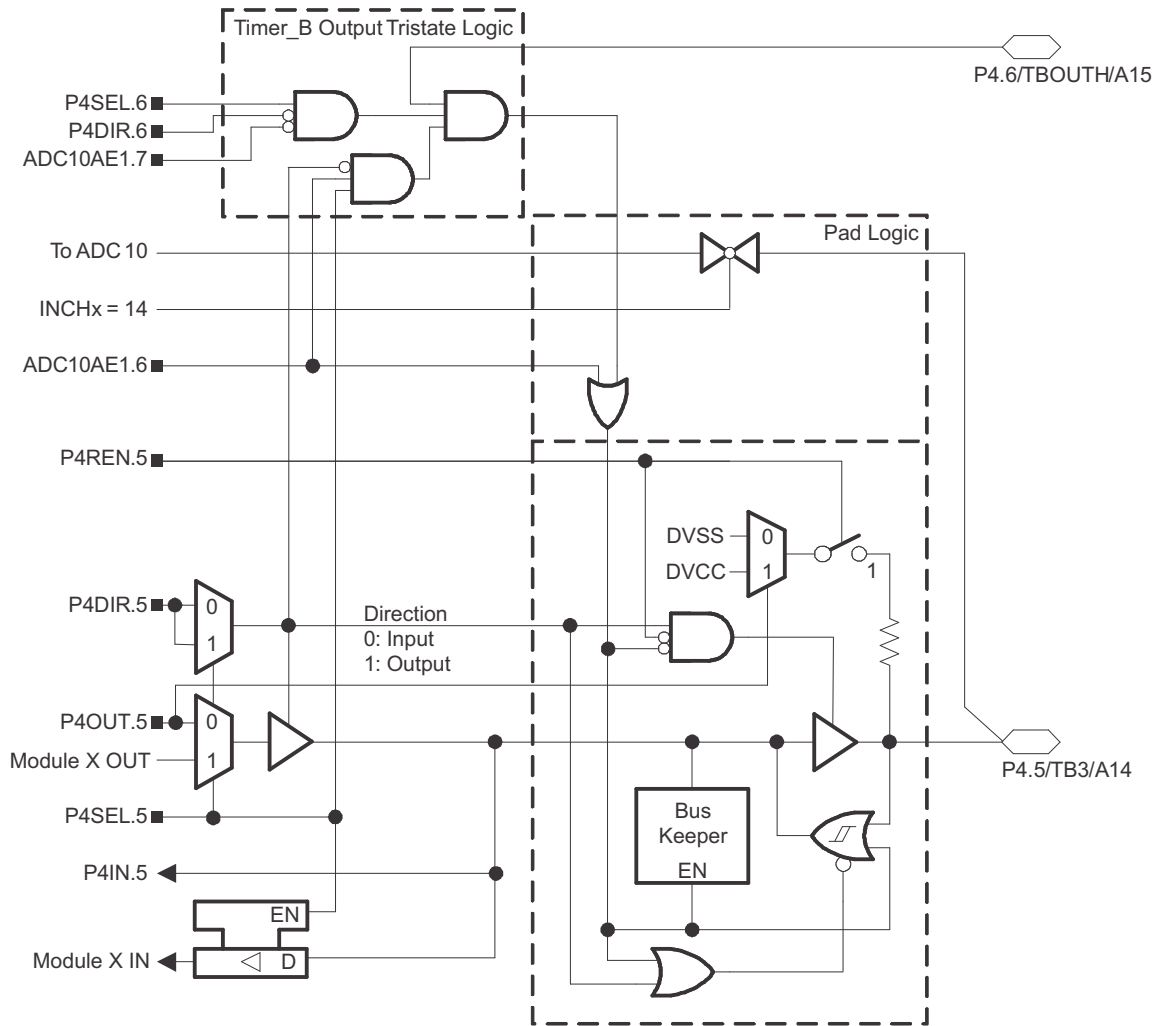 Timer_B Output Tristate Logic
P4.6/TBOUTH/A15
P4SEL.6
P4DIR.6
ADC10AE1.7
Pad Logic
To ADC 10
INCHx = 14
ADC10AE1.6
P4REN.5
DVSS
0
DVCC
1
1
P4DIR.5
0
1
Direction
0: Input
1: Output
P4OUT.5
0
Module X OUT
1
P4.5/TB3/A14
P4SEL.5
Bus
Keeper
EN
P4IN.5
EN
Module X IN
D